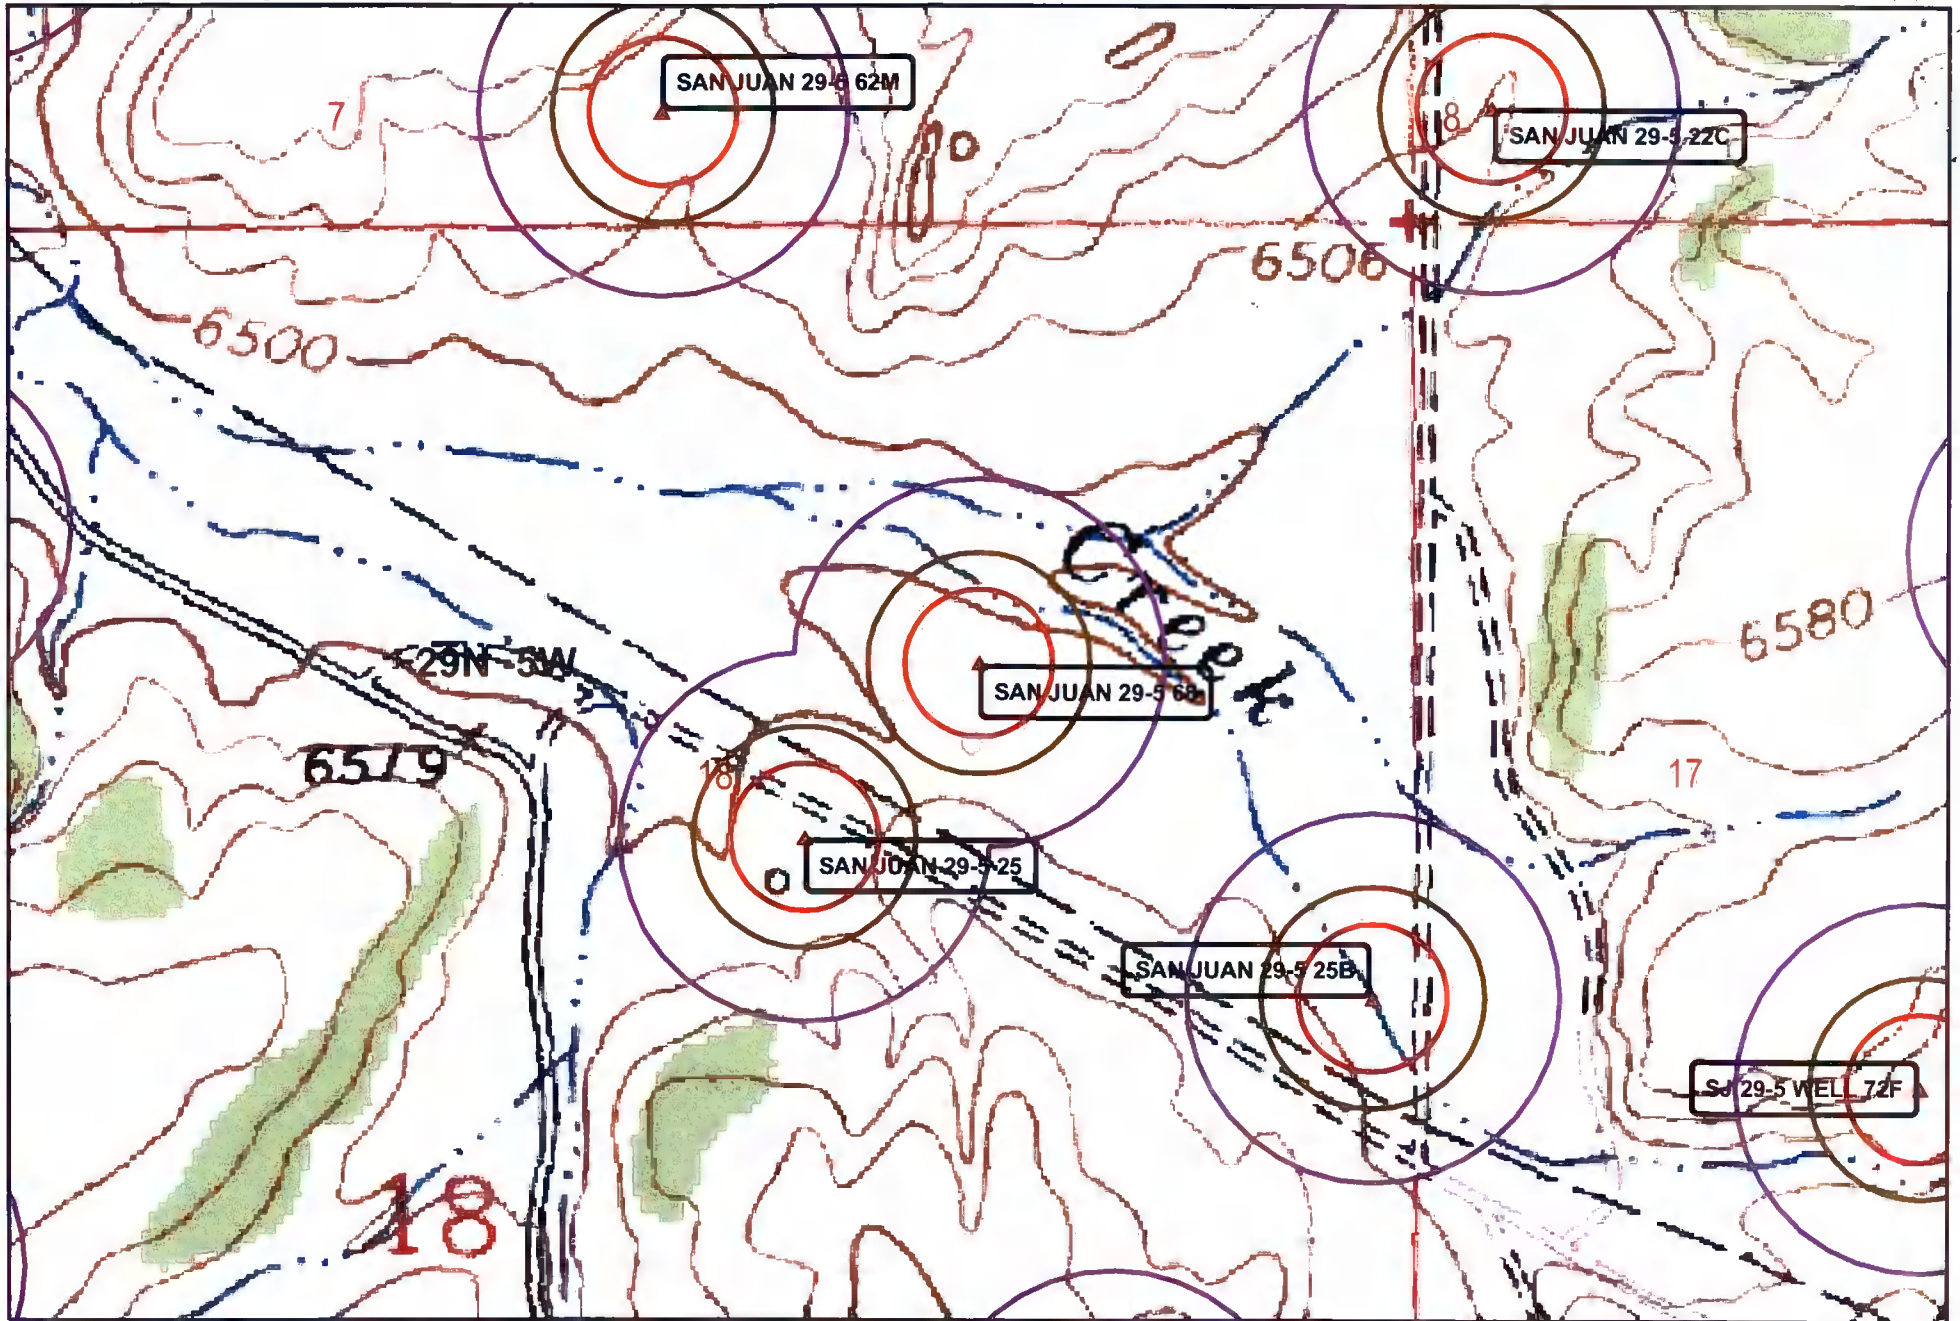 SAN JUAN 29-5 62M
7
8
SAN JUAN 29-5 22C
6506
6500
Creek
6580
29N 5W
SAN JUAN 29-5 68
6579
18
17
SAN JUAN 29-5 25
SAN JUAN 29-5 25B
SJ 29-5 WELL 72F
18